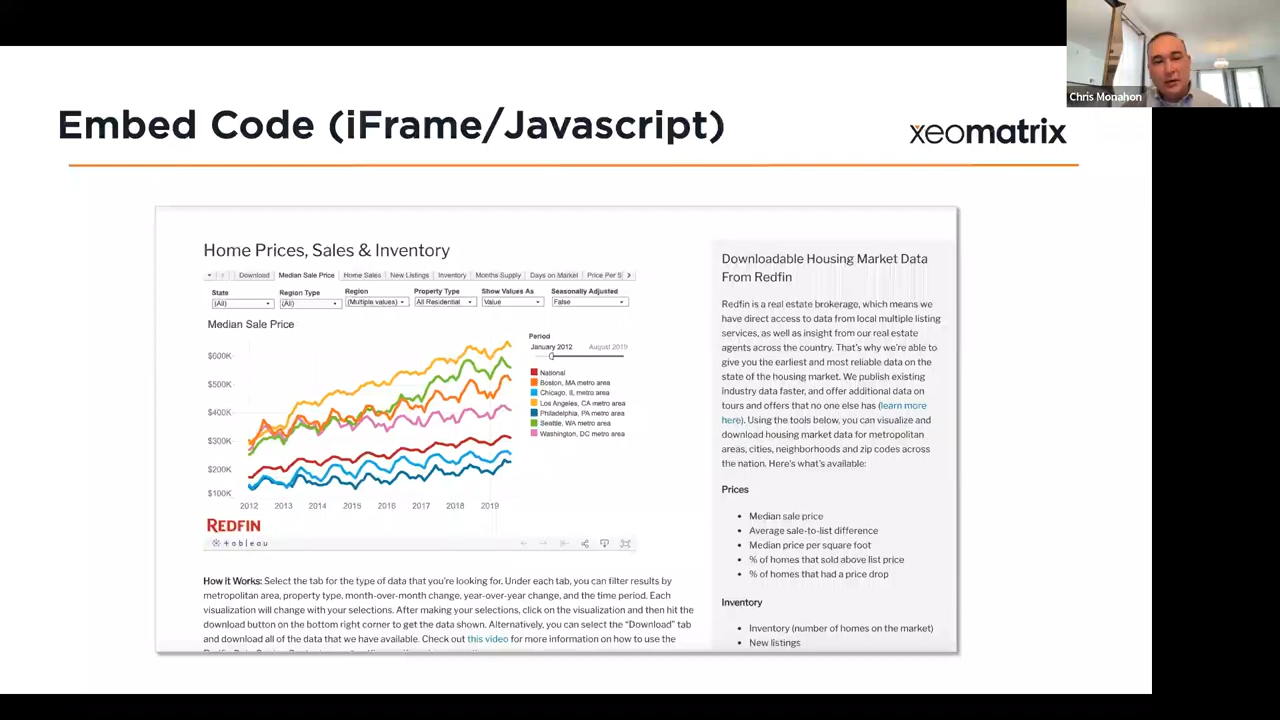 Chris Monahon
Embed Code (iFrame/Javascript)
xeomatrix
Home Prices, Sales & Inventory
Download Median Sale Price Home Sales New Listings Inventory Months Supply Days on Market Price Per S
State Region Type Region Property Type Show Values As Seasonally Adjusted
(All) (All) (Multiple values) All Residential Value False
Median Sale Price
Period
January 2012 August 2019
$600K
$500K
$400K
$300K
$200K
$100K
2012 2013 2014 2015 2016 2017 2018 2019
National
Boston, MA metro area
Chicago, IL metro area
Los Angeles, CA metro area
Philadelphia, PA metro area
Seattle, WA metro area
Washington, DC metro area
REDFIN
+ a b l e a u
How it Works: Select the tab for the type of data that you're looking for. Under each tab, you can filter results by
metropolitan area, property type, month-over-month change, year-over-year change, and the time period. Each
visualization will change with your selections. After making your selections, click on the visualization and then hit the
download button on the bottom right corner to get the data shown. Alternatively, you can select the "Download" tab
and download all of the data that we have available. Check out this video for more information on how to use the
Downloadable Housing Market Data
From Redfin
Redfin is a real estate brokerage, which means we
have direct access to data from local multiple listing
services, as well as insight from our real estate
agents across the country. That's why we're able to
give you the earliest and most reliable data on the
state of the housing market. We publish existing
industry data faster, and offer additional data on
tours and offers that no one else has (learn more
here). Using the tools below, you can visualize and
download housing market data for metropolitan
areas, cities, neighborhoods and zip codes across
the nation. Here's what's available:
Prices
• Median sale price
• Average sale-to-list difference
• Median price per square foot
• % of homes that sold above list price
• % of homes that had a price drop
Inventory
• Inventory (number of homes on the market)
• New listings